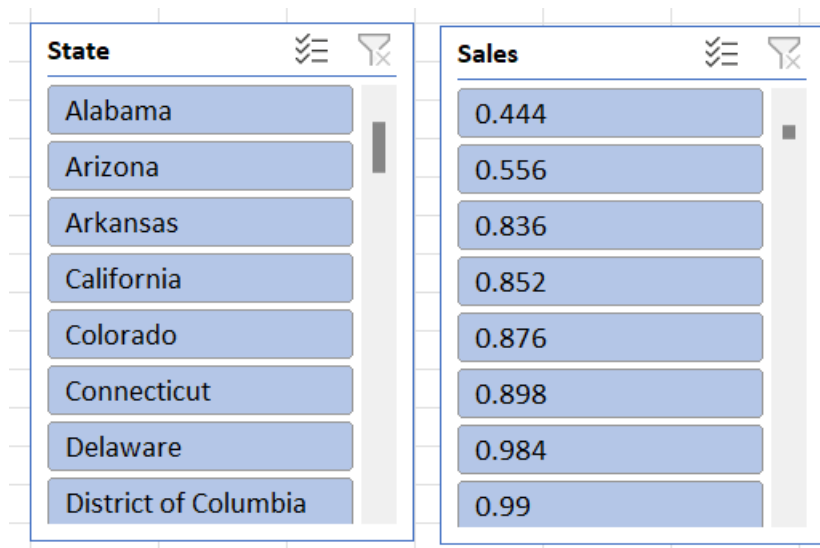 State
Alabama
Arizona
Arkansas
California
Colorado
Connecticut
Delaware
District of Columbia
Sales
0.444
0.556
0.836
0.852
0.876
0.898
0.984
0.99